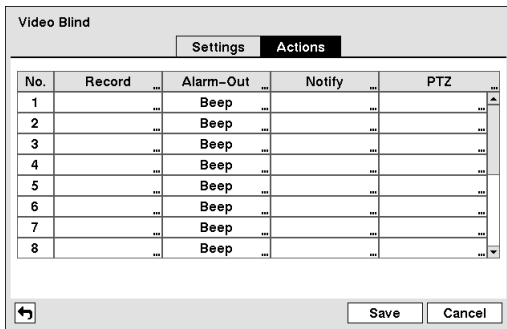 Video Blind
Settings Actions
No. Record ... Alarm-Out ... Notify ... PTZ ...
1 ... Beep ... ... ...
2 ... Beep ... ... ...
3 ... Beep ... ... ...
4 ... Beep ... ... ...
5 ... Beep ... ... ...
6 ... Beep ... ... ...
7 ... Beep ... ... ...
8 ... Beep ... ... ...
Save Cancel